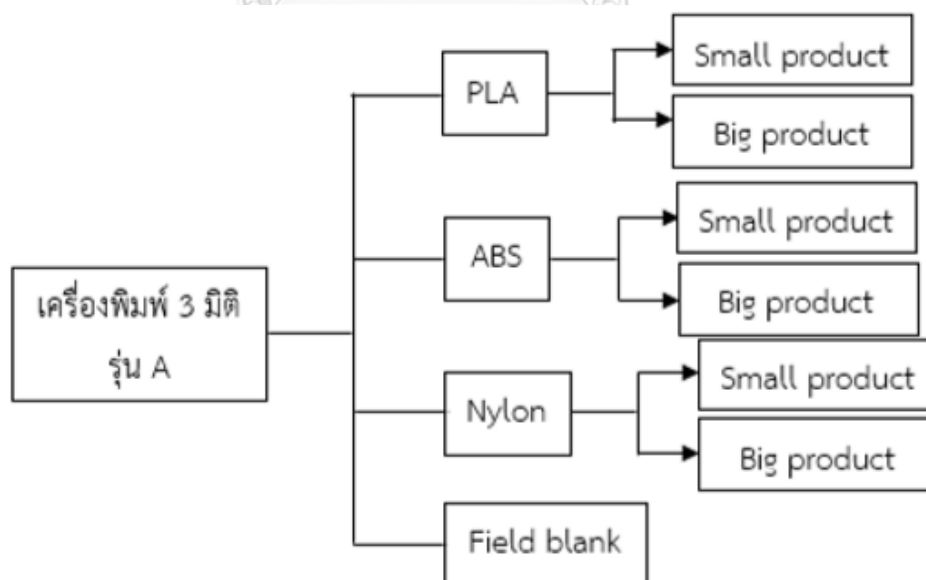 เครื่องพิมพ์ 3 มิติ
รุ่น A
PLA
Small product
Big product
ABS
Small product
Big product
Nylon
Small product
Big product
Field blank